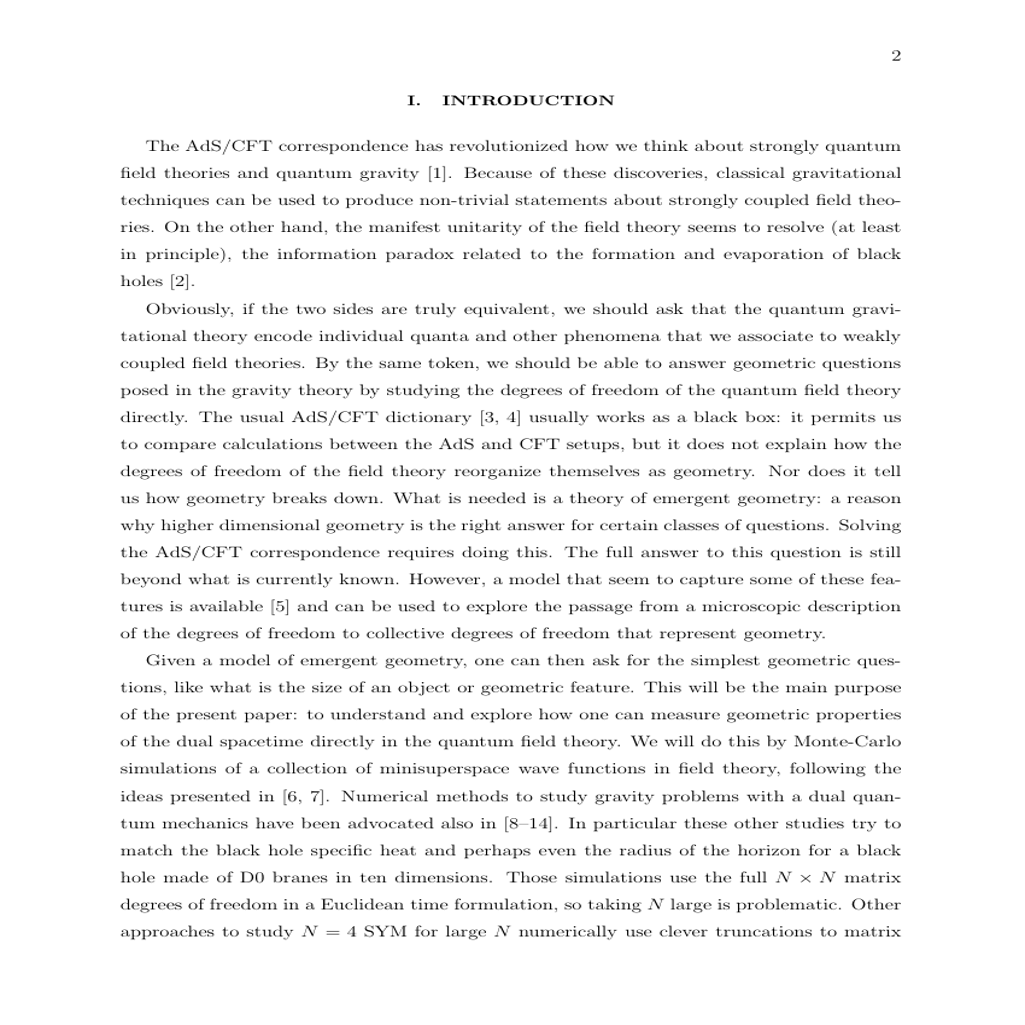 2
I. INTRODUCTION
The AdS/CFT correspondence has revolutionized how we think about strongly quantum
field theories and quantum gravity [1]. Because of these discoveries, classical gravitational
techniques can be used to produce non-trivial statements about strongly coupled field theo-
ries. On the other hand, the manifest unitarity of the field theory seems to resolve (at least
in principle), the information paradox related to the formation and evaporation of black
holes [2].
Obviously, if the two sides are truly equivalent, we should ask that the quantum gravi-
tational theory encode individual quanta and other phenomena that we associate to weakly
coupled field theories. By the same token, we should be able to answer geometric questions
posed in the gravity theory by studying the degrees of freedom of the quantum field theory
directly. The usual AdS/CFT dictionary [3, 4] usually works as a black box: it permits us
to compare calculations between the AdS and CFT setups, but it does not explain how the
degrees of freedom of the field theory reorganize themselves as geometry. Nor does it tell
us how geometry breaks down. What is needed is a theory of emergent geometry: a reason
why higher dimensional geometry is the right answer for certain classes of questions. Solving
the AdS/CFT correspondence requires doing this. The full answer to this question is still
beyond what is currently known. However, a model that seem to capture some of these fea-
tures is available [5] and can be used to explore the passage from a microscopic description
of the degrees of freedom to collective degrees of freedom that represent geometry.
Given a model of emergent geometry, one can then ask for the simplest geometric ques-
tions, like what is the size of an object or geometric feature. This will be the main purpose
of the present paper: to understand and explore how one can measure geometric properties
of the dual spacetime directly in the quantum field theory. We will do this by Monte-Carlo
simulations of a collection of minisuperspace wave functions in field theory, following the
ideas presented in [6, 7]. Numerical methods to study gravity problems with a dual quan-
tum mechanics have been advocated also in [8–14]. In particular these other studies try to
match the black hole specific heat and perhaps even the radius of the horizon for a black
hole made of D0 branes in ten dimensions. Those simulations use the full N × N matrix
degrees of freedom in a Euclidean time formulation, so taking N large is problematic. Other
approaches to study N = 4 SYM for large N numerically use clever truncations to matrix